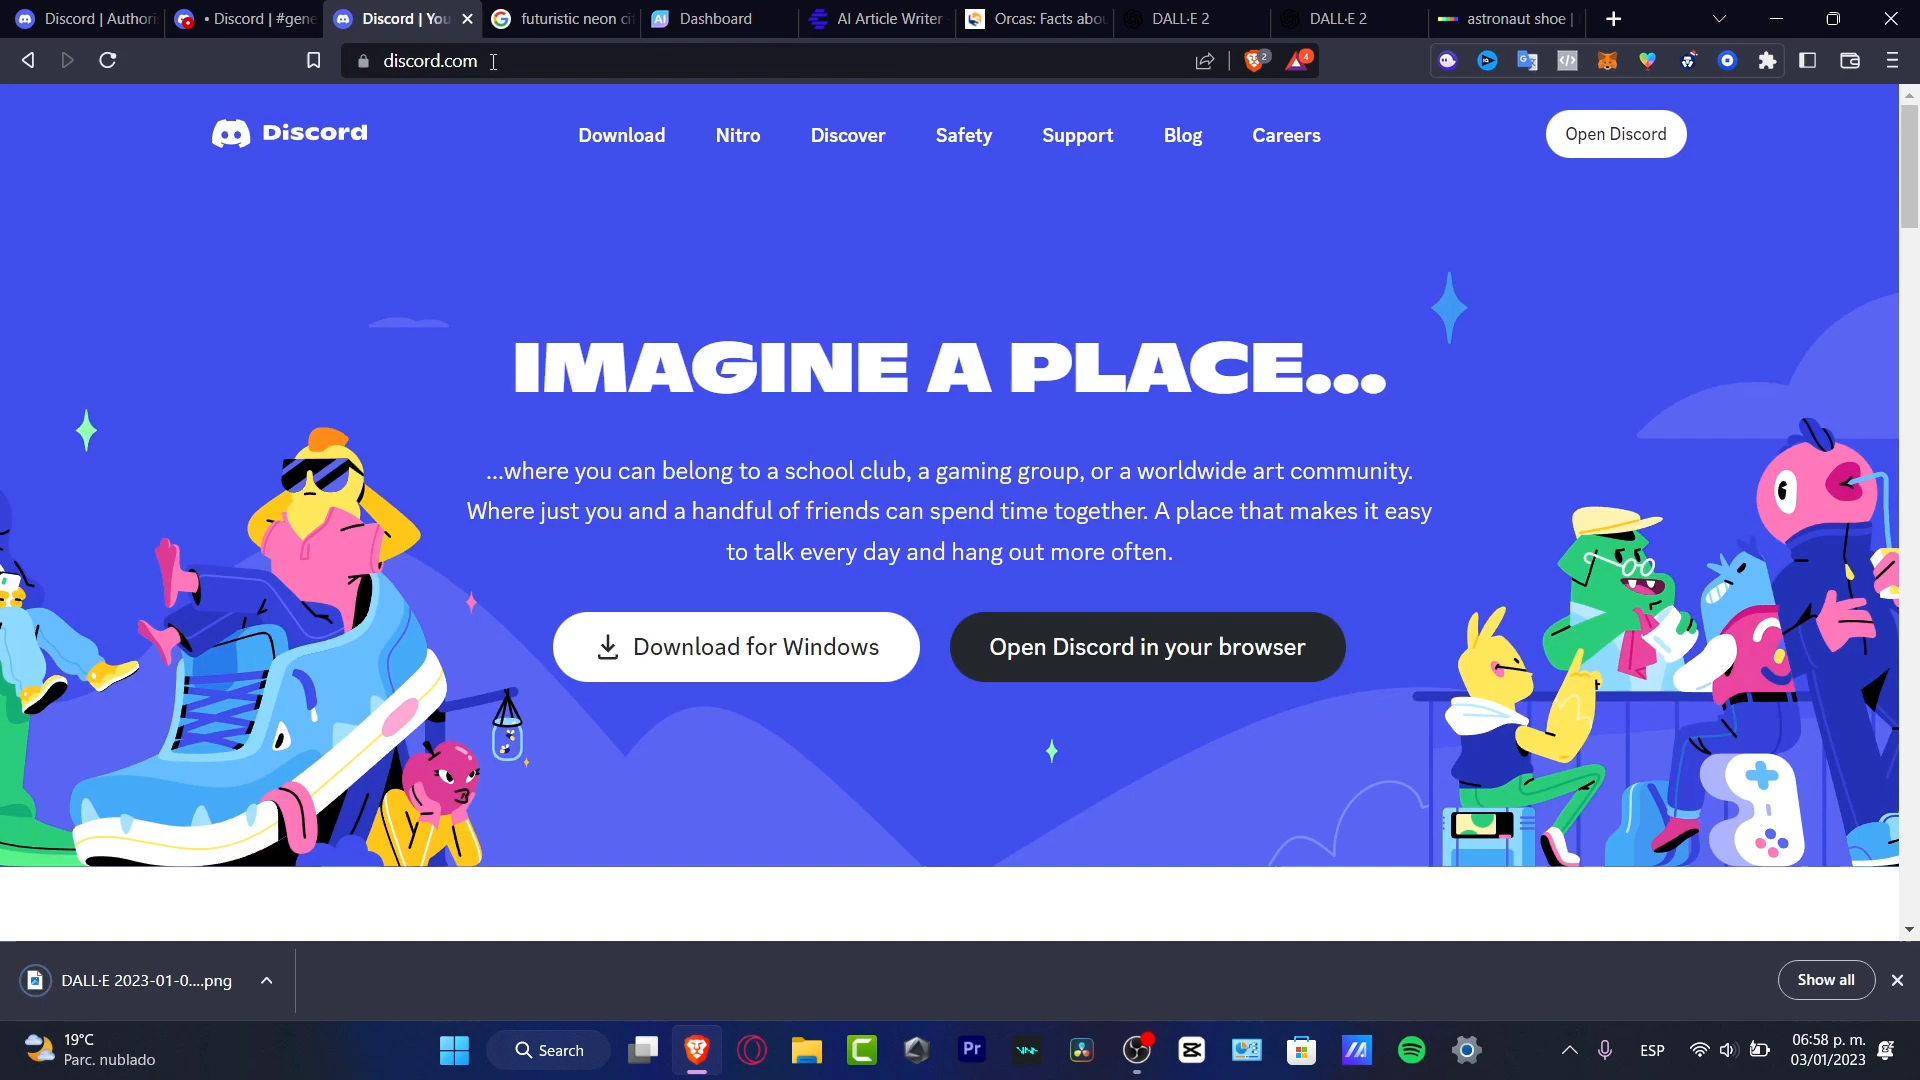 Discord | Authori
• Discord | #gene
Discord | You
futuristic neon ci
Dashboard
AI Article Writer
Orcas: Facts abou
DALL·E 2
DALL·E 2
astronaut shoe |
discord.com
2
4
Discord
Download
Nitro
Discover
Safety
Support
Blog
Careers
Open Discord
IMAGINE A PLACE...
...where you can belong to a school club, a gaming group, or a worldwide art community.
Where just you and a handful of friends can spend time together. A place that makes it easy
to talk every day and hang out more often.
Download for Windows
Open Discord in your browser
DALL·E 2023-01-0....png
Show all
19°C
Parc. nublado
Search
Pr
ESP
06:58 p. m.
03/01/2023